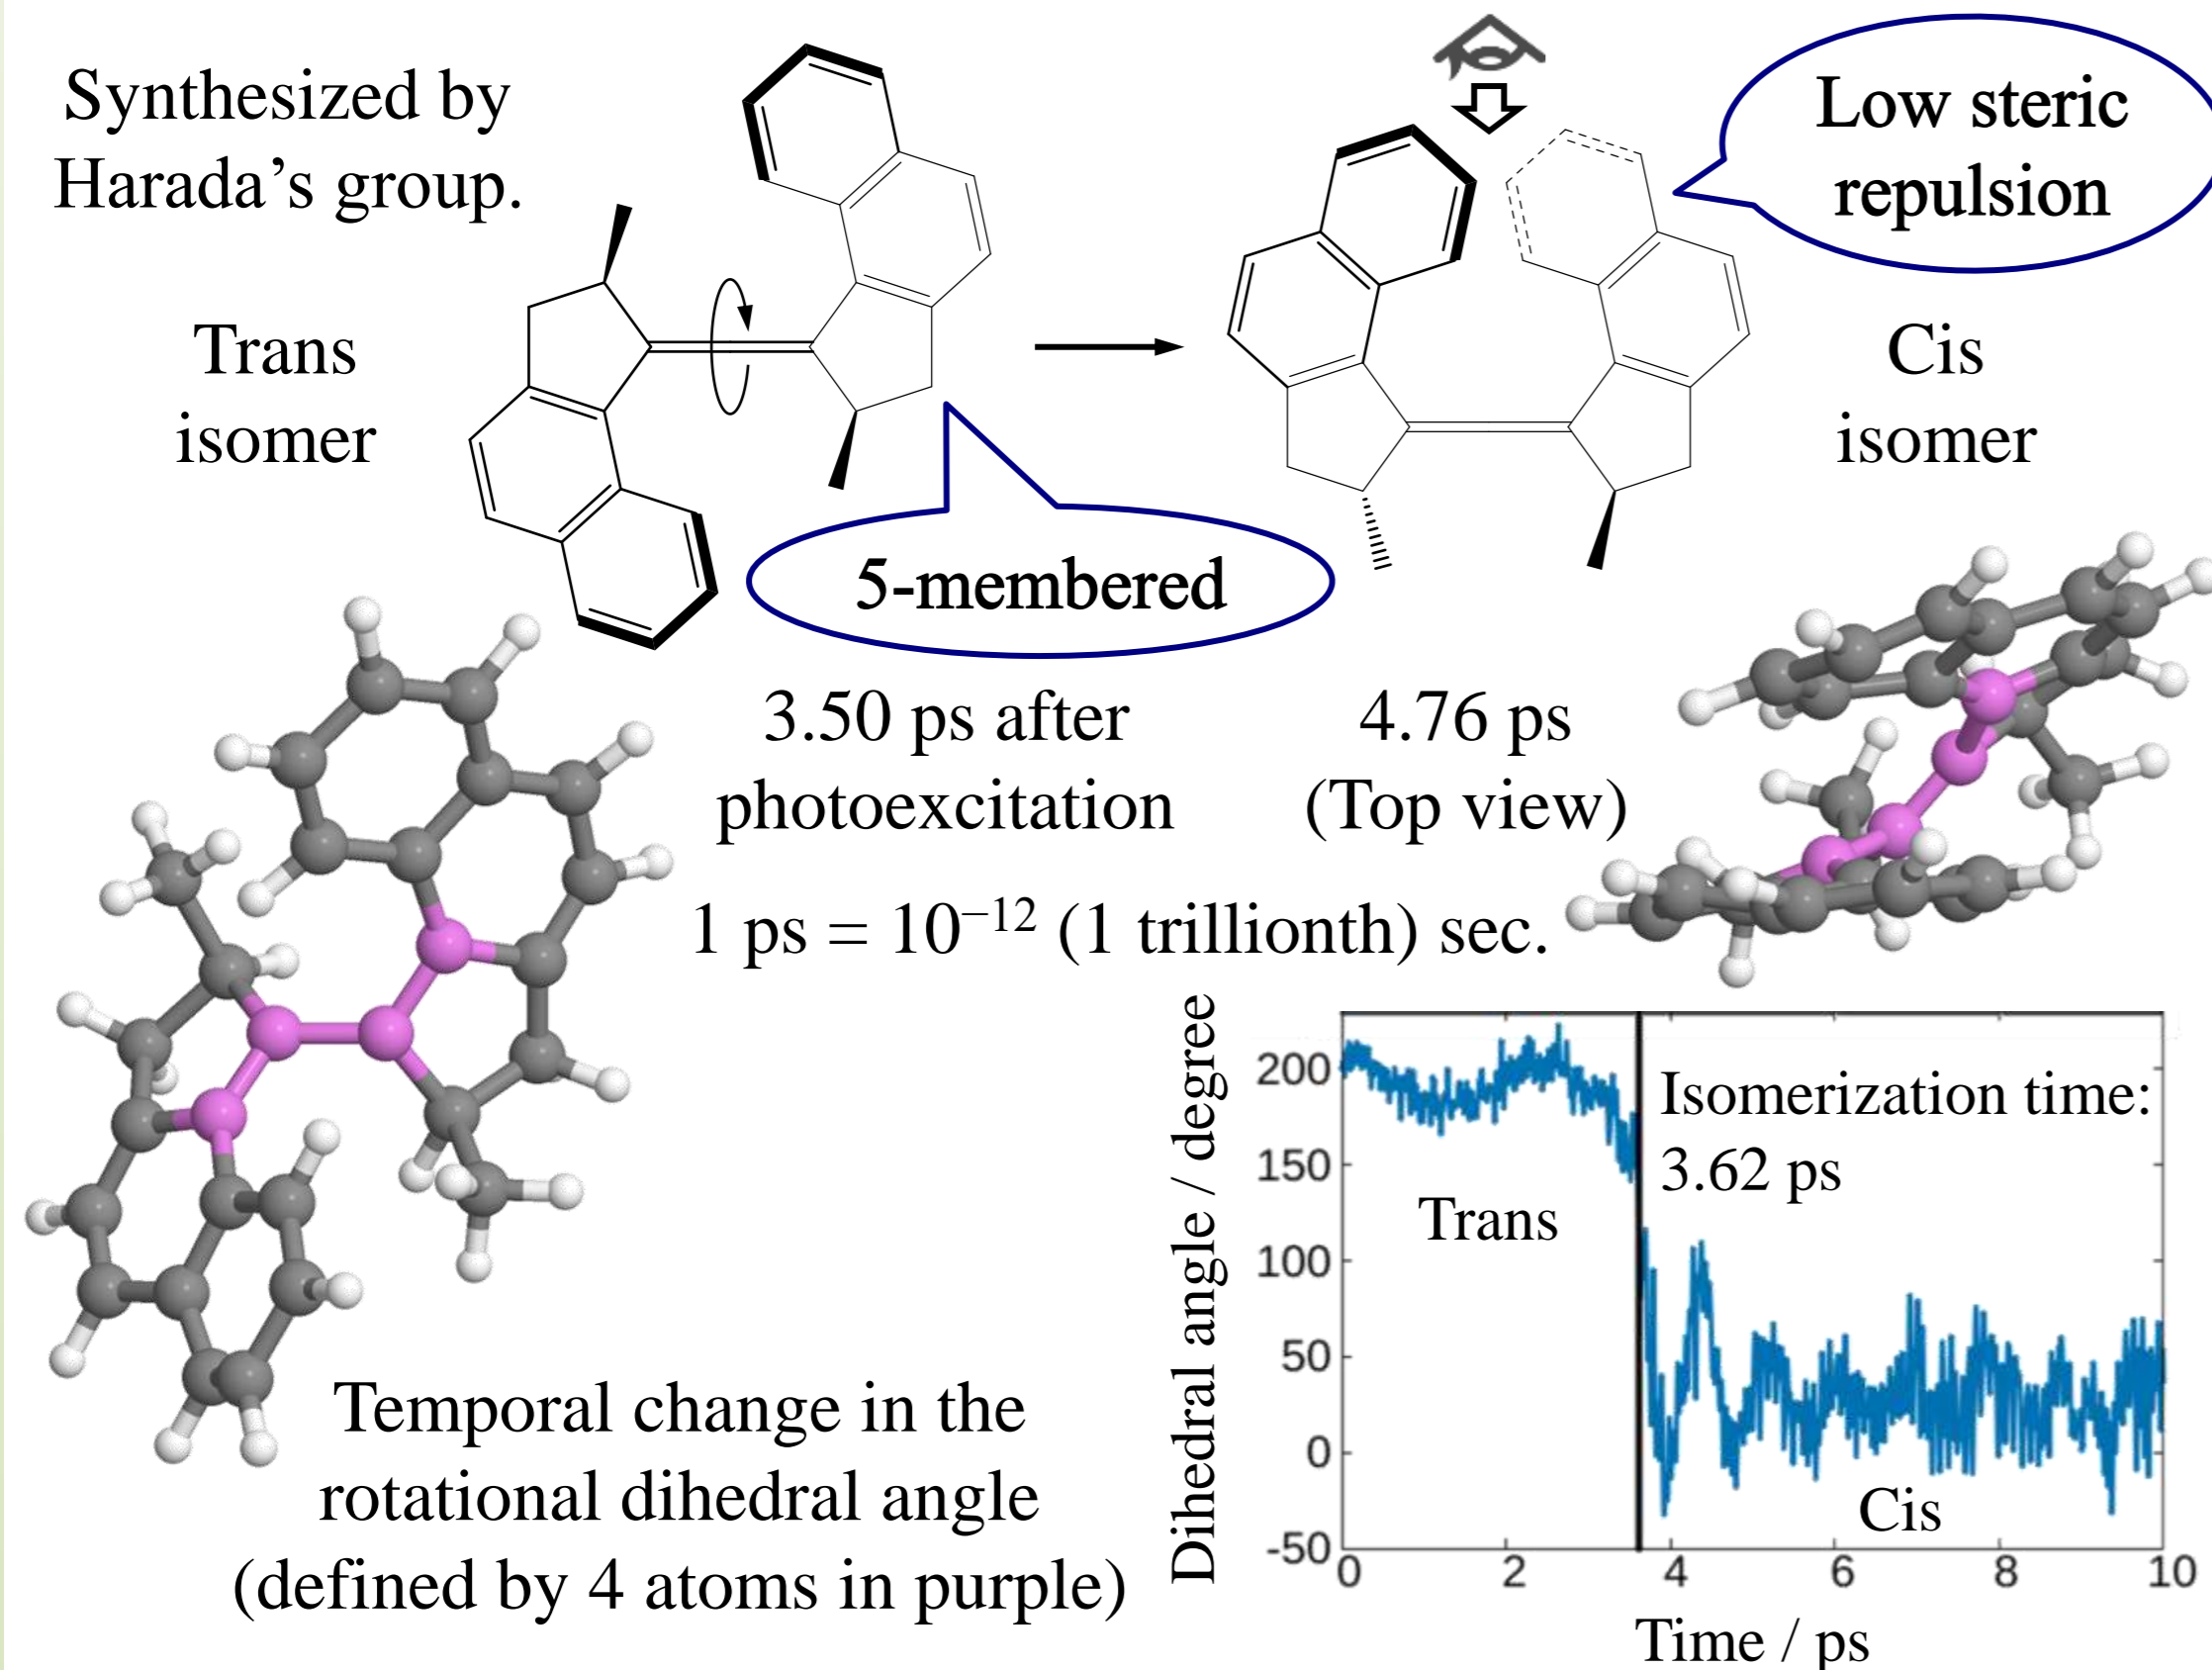 Synthesized by
Harada’s group.
Low steric
repulsion
Trans
isomer
Cis
isomer
5-membered
3.50 ps after
photoexcitation
4.76 ps
(Top view)
1 ps = 10⁻¹² (1 trillionth) sec.
Temporal change in the
rotational dihedral angle
(defined by 4 atoms in purple)
Dihedral angle / degree
200
150
100
50
0
-50
Isomerization time:
3.62 ps
Trans
Cis
0 2 4 6 8 10
Time / ps